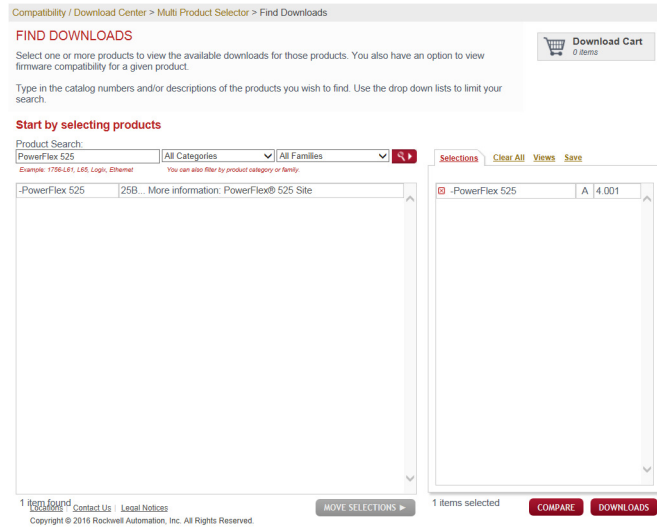 Compatibility / Download Center > Multi Product Selector > Find Downloads
FIND DOWNLOADS
Select one or more products to view the available downloads for those products. You also have an option to view
firmware compatibility for a given product.
Type in the catalog numbers and/or descriptions of the products you wish to find. Use the drop down lists to limit your
search.
Download Cart
0 items
Start by selecting products
Product Search:
PowerFlex 525 All Categories All Families
Example: 1756-L61, L65, Logix, Ethernet You can also filter by product category or family.
-PowerFlex 525 25B... More information: PowerFlex® 525 Site
Selections Clear All Views Save
-PowerFlex 525 A 4.001
1 item found
Locations | Contact Us | Legal Notices
Copyright © 2016 Rockwell Automation, Inc. All Rights Reserved.
MOVE SELECTIONS ►
1 items selected
COMPARE DOWNLOADS